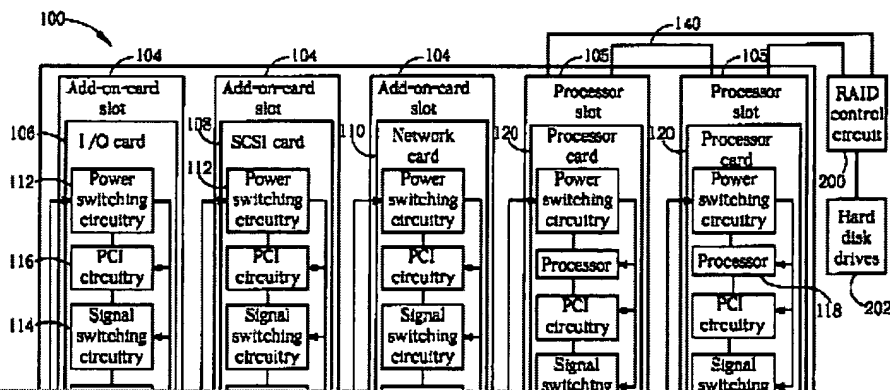 100
104
104
104
105
140
105
Add-on-card
slot
Add-on-card
slot
Add-on-card
slot
Processor
slot
Processor
slot
RAID
control
circuit
200
106
I/O card
108
SCSI card
110
Network
card
120
Processor
card
120
Processor
card
112
Power
switching
circuitry
112
Power
switching
circuitry
Power
switching
circuitry
Power
switching
circuitry
Power
switching
circuitry
Hard
disk
drives
202
116
PCI
circuitry
PCI
circuitry
PCI
circuitry
Processor
Processor
118
114
Signal
switching
circuitry
Signal
switching
circuitry
Signal
switching
circuitry
PCI
circuitry
PCI
circuitry
Signal
switching
Signal
switching